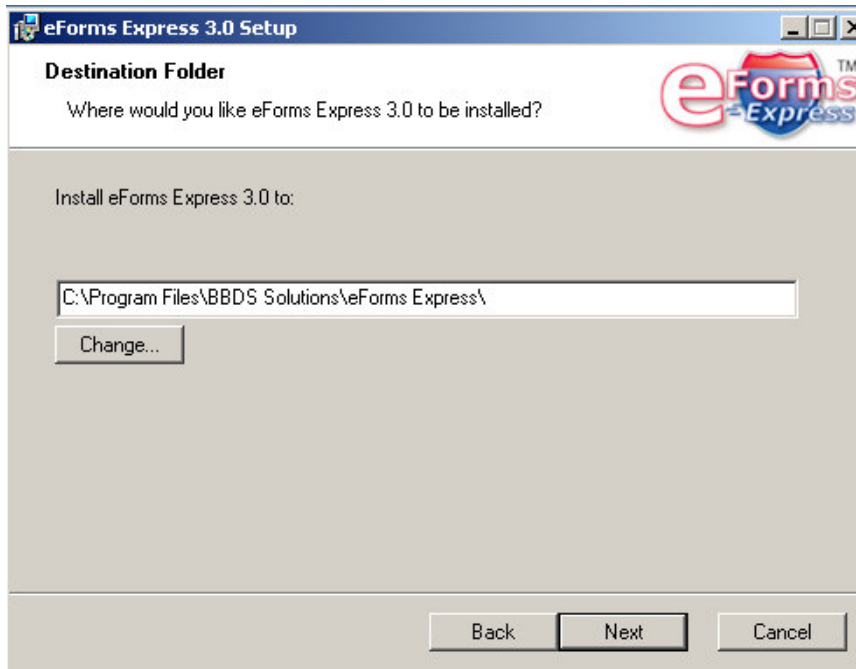 eForms Express 3.0 Setup
Destination Folder
Where would you like eForms Express 3.0 to be installed?
eForms Express TM
Install eForms Express 3.0 to:
C:\Program Files\BBDS Solutions\eForms Express\
Change...
Back Next Cancel